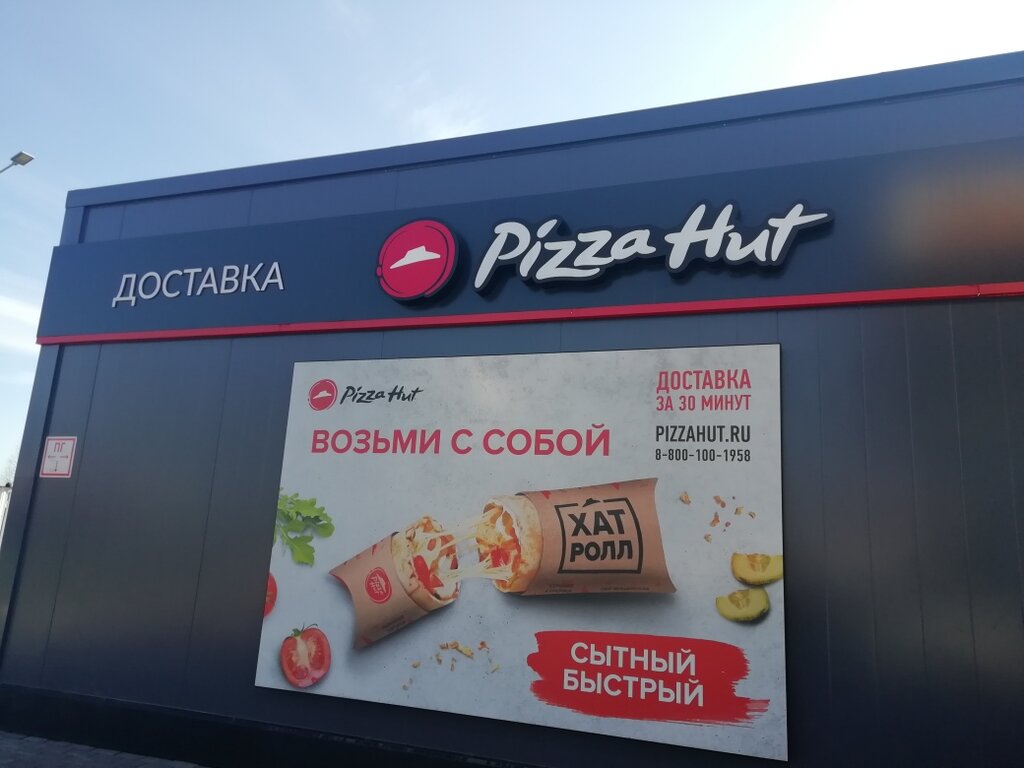 ДОСТАВКА
Pizza Hut
Pizza Hut
ДОСТАВКА
ЗА 30 МИНУТ
PIZZAHUT.RU
8-800-100-1958
ВОЗЬМИ С СОБОЙ
ХАТ
РОЛЛ
СЫТНЫЙ
БЫСТРЫЙ
ПГ